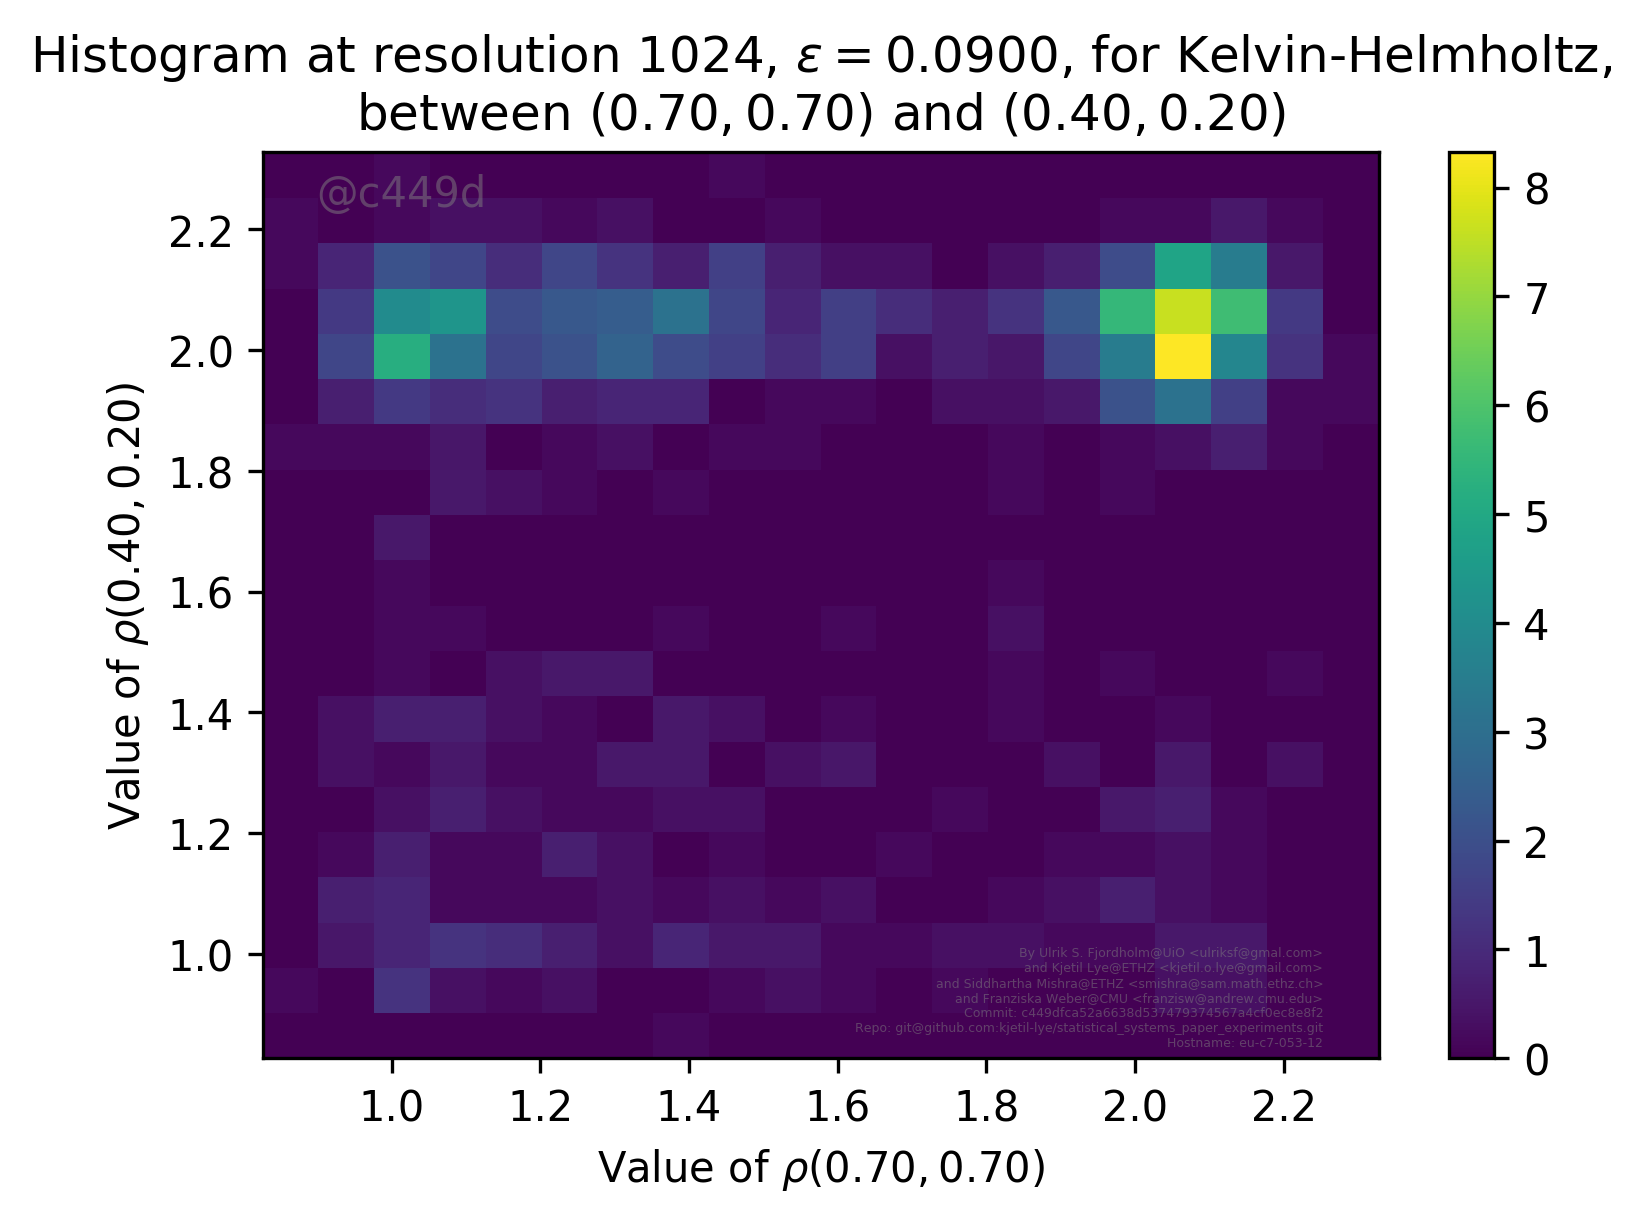 Histogram at resolution 1024, ε = 0.0900, for Kelvin-Helmholtz,
between (0.70, 0.70) and (0.40, 0.20)
@c449d
8
7
6
5
4
3
2
1
0
2.2
2.0
1.8
1.6
1.4
1.2
1.0
Value of ρ(0.40, 0.20)
By Ulrik S. Fjordholm@UiO <ulriksf@gmal.com>
and Kjetil Lye@ETHZ <kjetil.o.lye@gmail.com>
and Siddhartha Mishra@ETHZ <smishra@sam.math.ethz.ch>
and Franziska Weber@CMU <franzisw@andrew.cmu.edu>
Commit: c449dfca52a6638d537479374567a4cf0ec8e8f2
Repo: git@github.com:kjetil-lye/statistical_systems_paper_experiments.git
Hostname: eu-c7-053-12
1.0 1.2 1.4 1.6 1.8 2.0 2.2
Value of ρ(0.70, 0.70)